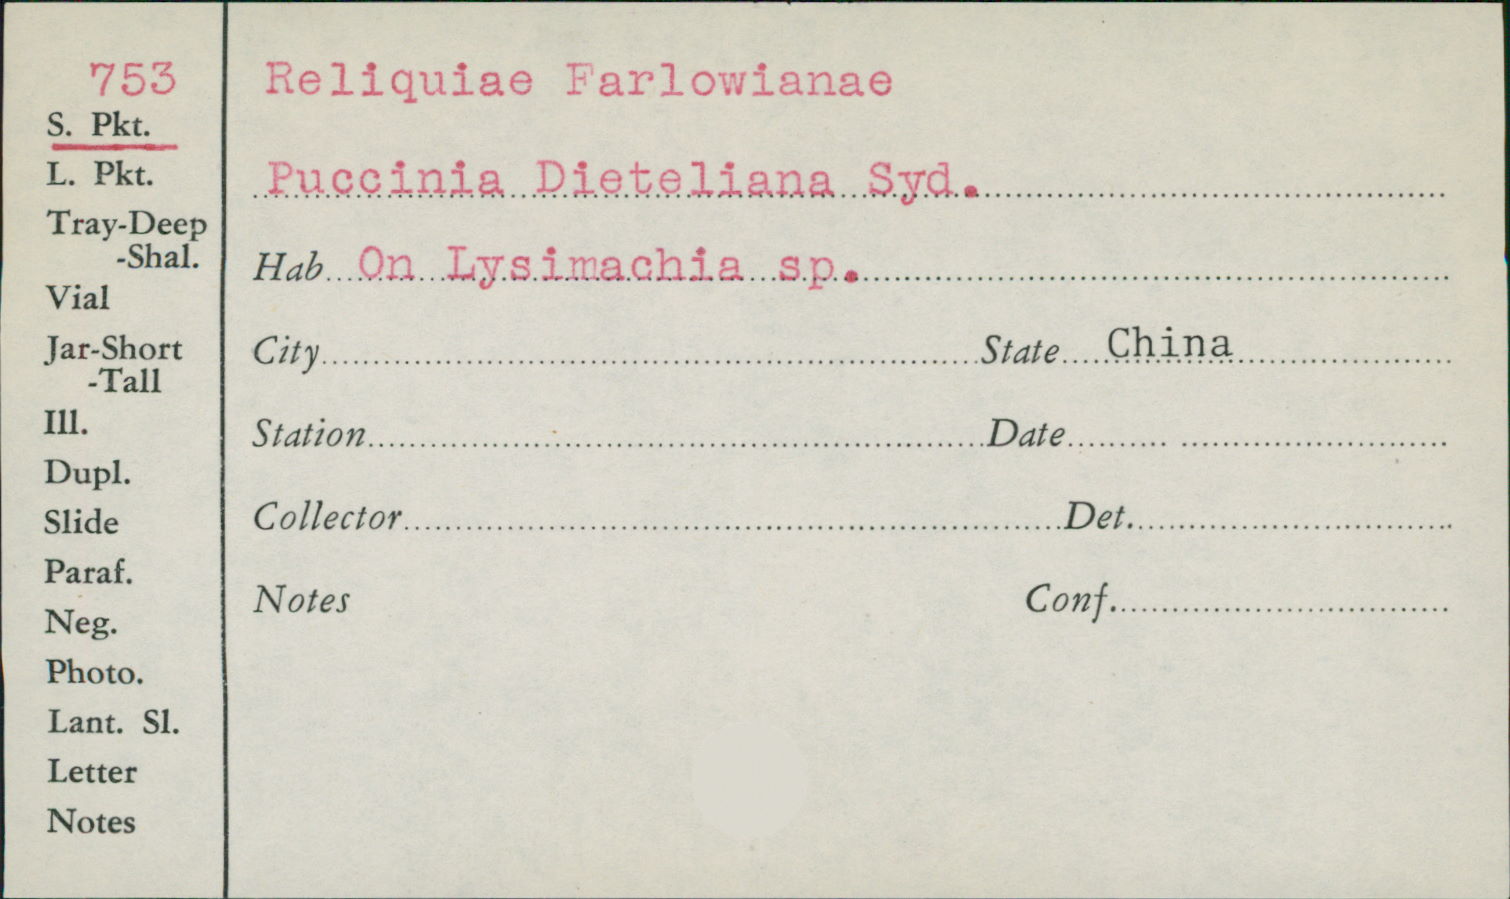 753
S. Pkt.
L. Pkt.
Tray-Deep
-Shal.
Vial
Jar-Short
-Tall
Ill.
Dupl.
Slide
Paraf.
Neg.
Photo.
Lant. Sl.
Letter
Notes
Reliquiae Farlowianae
Puccinia Dieteliana Syd.
Hab On Lysimachia sp.
City State China
Station Date
Collector Det.
Notes Conf.